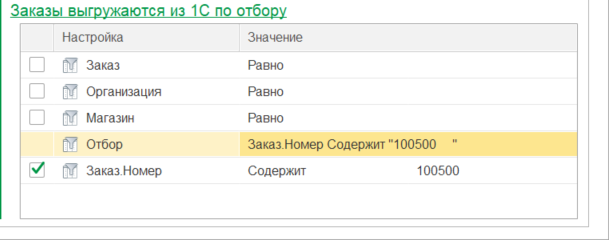 Заказы выгружаются из 1С по отбору
Настройка Значение
Заказ Равно
Организация Равно
Магазин Равно
Отбор Заказ.Номер Содержит "100500     "
Заказ.Номер Содержит 100500